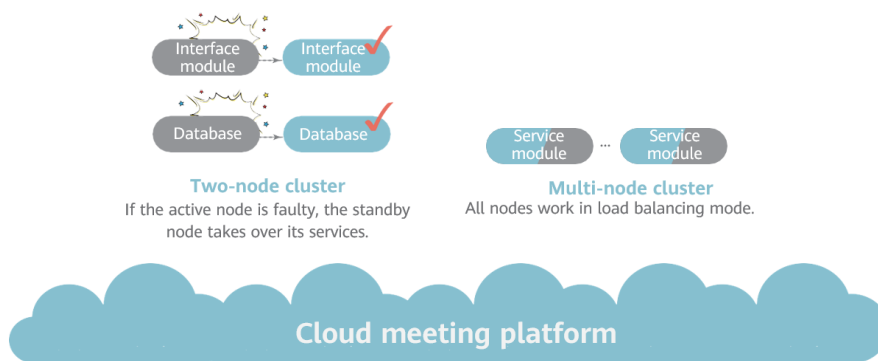 Interface
module
Interface
module
Database
Database
Two-node cluster
If the active node is faulty, the standby
node takes over its services.
Service
module
...
Service
module
Multi-node cluster
All nodes work in load balancing mode.
Cloud meeting platform